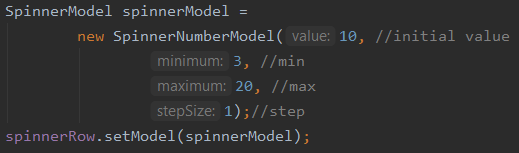 SpinnerModel spinnerModel =
new SpinnerNumberModel( value: 10, //initial value
minimum: 3, //min
maximum: 20, //max
stepSize: 1);//step
spinnerRow.setModel(spinnerModel);